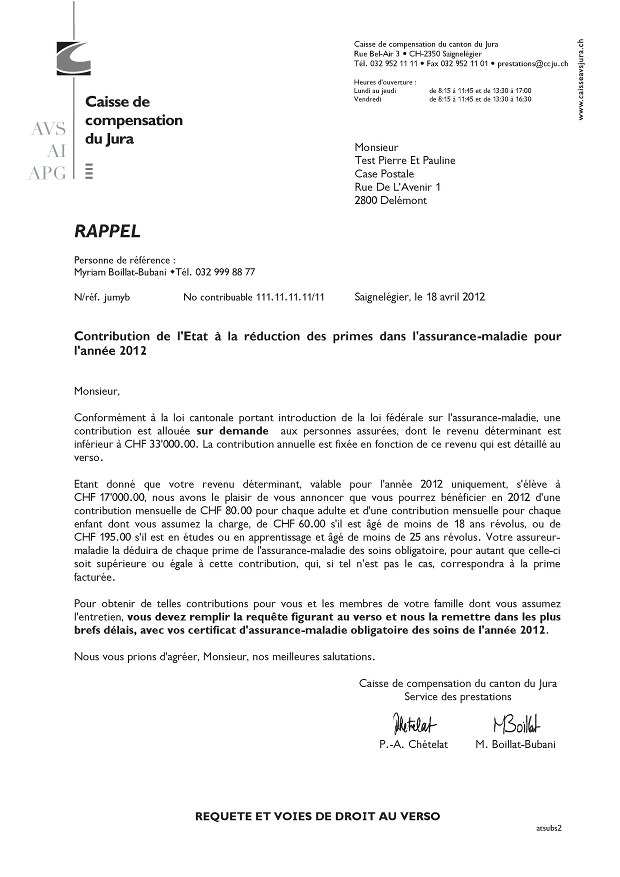 Caisse de compensation du canton du Jura
Rue Bel-Air 3 • CH-2350 Saignelégier
Tél. 032 952 11 11 • Fax 032 952 11 01 • prestations@ccju.ch
Heures d'ouverture :
Lundi au jeudi de 8:15 à 11:45 et de 13:30 à 17:00
Vendredi de 8:15 à 11:45 et de 13:30 à 16:30
www.caisseavsjura.ch
Caisse de
compensation
du Jura
AVS
AI
APG
Monsieur
Test Pierre Et Pauline
Case Postale
Rue De L'Avenir 1
2800 Delémont
RAPPEL
Personne de référence :
Myriam Boillat-Bubani •Tél. 032 999 88 77
N/réf. jumyb No contribuable 111.11.11.11/11 Saignelégier, le 18 avril 2012
Contribution de l'Etat à la réduction des primes dans l'assurance-maladie pour
l'année 2012
Monsieur,
Conformément à la loi cantonale portant introduction de la loi fédérale sur l'assurance-maladie, une
contribution est allouée sur demande aux personnes assurées, dont le revenu déterminant est
inférieur à CHF 33'000.00. La contribution annuelle est fixée en fonction de ce revenu qui est détaillé au
verso.
Etant donné que votre revenu déterminant, valable pour l'année 2012 uniquement, s'élève à
CHF 17'000.00, nous avons le plaisir de vous annoncer que vous pourrez bénéficier en 2012 d'une
contribution mensuelle de CHF 80.00 pour chaque adulte et d'une contribution mensuelle pour chaque
enfant dont vous assumez la charge, de CHF 60.00 s'il est âgé de moins de 18 ans révolus, ou de
CHF 195.00 s'il est en études ou en apprentissage et âgé de moins de 25 ans révolus. Votre assureur-
maladie la déduira de chaque prime de l'assurance-maladie des soins obligatoire, pour autant que celle-ci
soit supérieure ou égale à cette contribution, qui, si tel n'est pas le cas, correspondra à la prime
facturée.
Pour obtenir de telles contributions pour vous et les membres de votre famille dont vous assumez
l'entretien, vous devez remplir la requête figurant au verso et nous la remettre dans les plus
brefs délais, avec vos certificat d'assurance-maladie obligatoire des soins de l'année 2012.
Nous vous prions d'agréer, Monsieur, nos meilleures salutations.
Caisse de compensation du canton du Jura
Service des prestations
P.-A. Chételat M. Boillat-Bubani
REQUETE ET VOIES DE DROIT AU VERSO
atsubs2